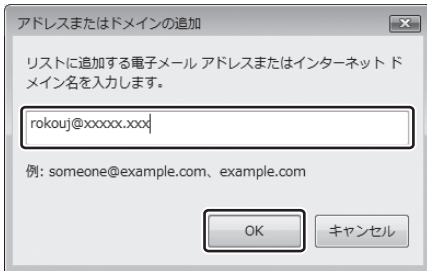 アドレスまたはドメインの追加
リストに追加する電子メール アドレスまたはインターネット ド
メイン名を入力します。
rokouj@xxxxx.xxx
例: someone@example.com、example.com
OK
キャンセル